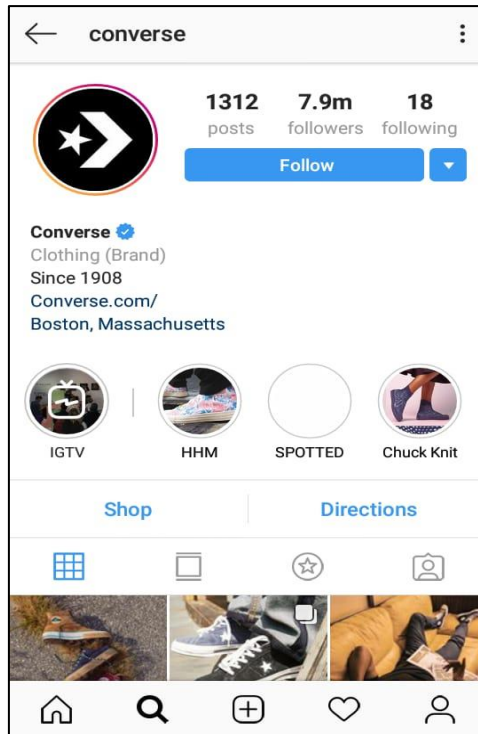 converse
1312 7.9m 18
posts followers following
Follow
Converse
Clothing (Brand)
Since 1908
Converse.com/
Boston, Massachusetts
IGTV HHM SPOTTED Chuck Knit
Shop Directions